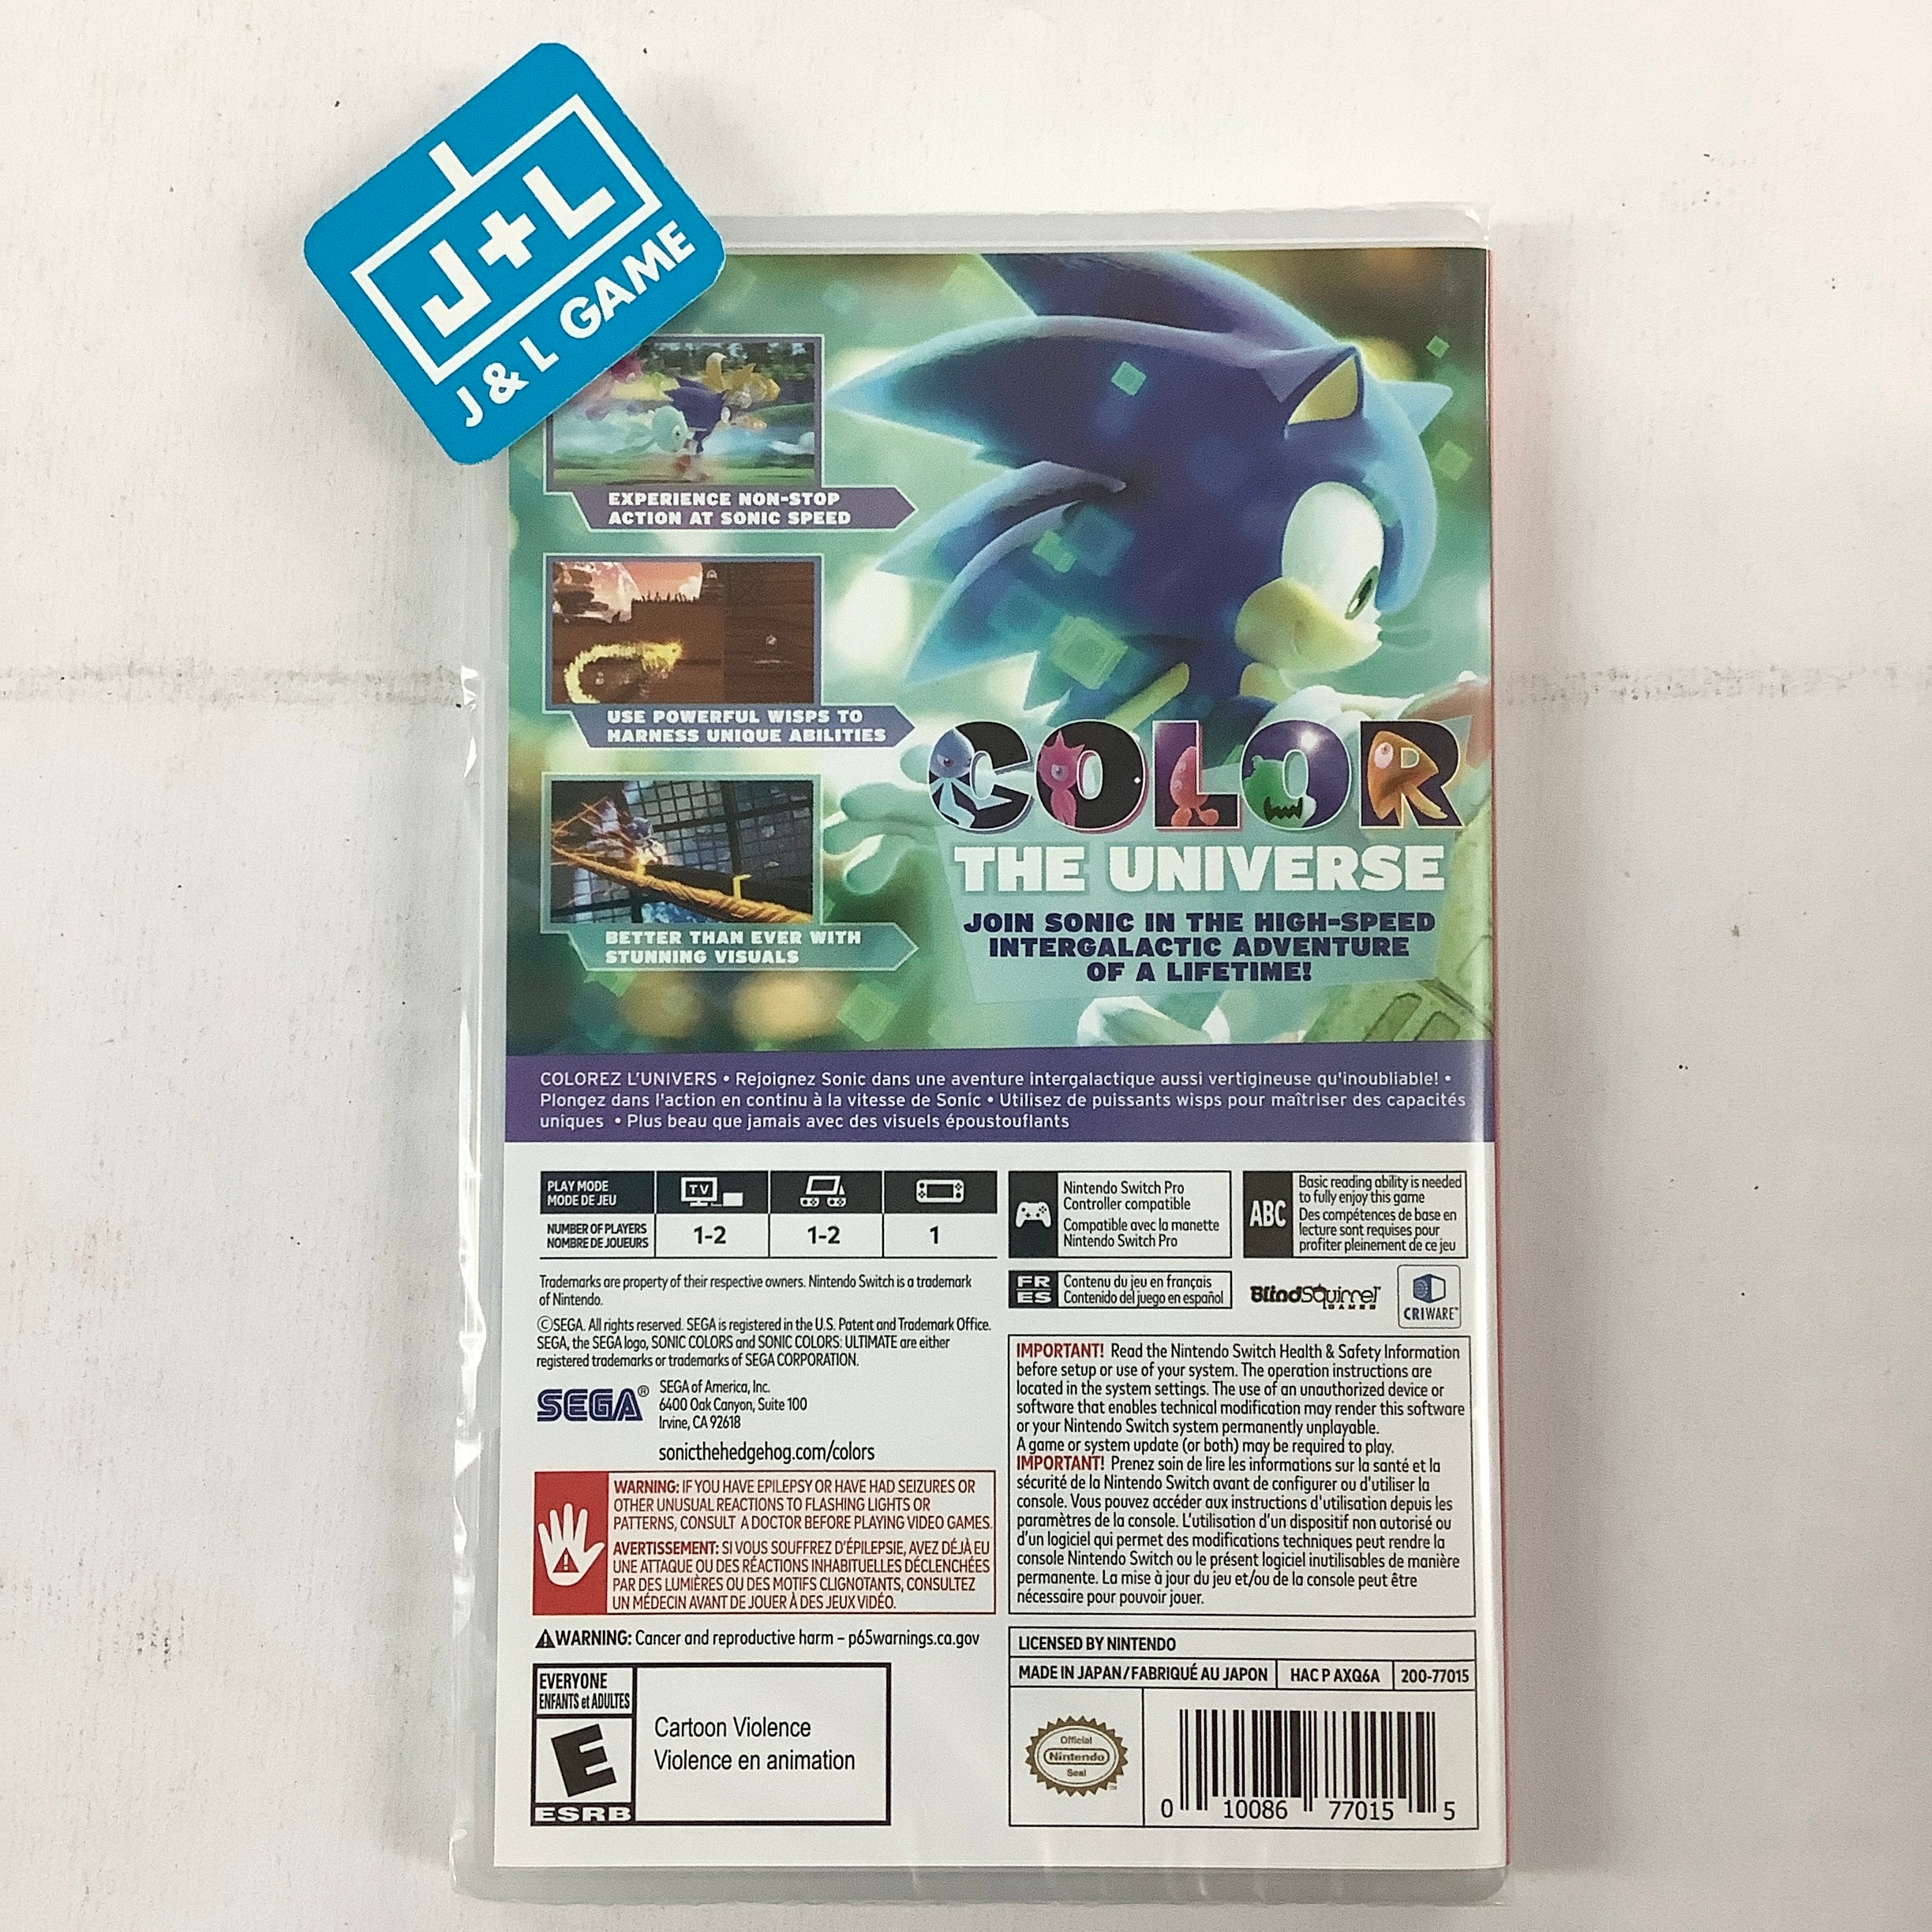 J+L
J & L GAME
EXPERIENCE NON-STOP
ACTION AT SONIC SPEED
USE POWERFUL WISPS TO
HARNESS UNIQUE ABILITIES
BETTER THAN EVER WITH
STUNNING VISUALS
COLOR
THE UNIVERSE
JOIN SONIC IN THE HIGH-SPEED
INTERGALACTIC ADVENTURE
OF A LIFETIME!
COLOREZ L'UNIVERS • Rejoignez Sonic dans une aventure intergalactique aussi vertigineuse qu'inoubliable! •
Plongez dans l'action en continu à la vitesse de Sonic • Utilisez de puissants wisps pour maîtriser des capacités
uniques • Plus beau que jamais avec des visuels époustouflants
PLAY MODE
MODE DE JEU
TV
NUMBER OF PLAYERS
NOMBRE DE JOUEURS
1-2
1-2
1
Nintendo Switch Pro
Controller compatible
Compatible avec la manette
Nintendo Switch Pro
ABC
Basic reading ability is needed
to fully enjoy this game
Des compétences de base en
lecture sont requises pour
profiter pleinement de ce jeu
FR
ES
Contenu du jeu en français
Contenido del juego en español
BlindSquirrel
GAMES
CRIWARE™
Trademarks are property of their respective owners. Nintendo Switch is a trademark
of Nintendo.
©SEGA. All rights reserved. SEGA is registered in the U.S. Patent and Trademark Office.
SEGA, the SEGA logo, SONIC COLORS and SONIC COLORS: ULTIMATE are either
registered trademarks or trademarks of SEGA CORPORATION.
SEGA®
SEGA of America, Inc.
6400 Oak Canyon, Suite 100
Irvine, CA 92618
sonicthehedgehog.com/colors
WARNING: IF YOU HAVE EPILEPSY OR HAVE HAD SEIZURES OR
OTHER UNUSUAL REACTIONS TO FLASHING LIGHTS OR
PATTERNS, CONSULT A DOCTOR BEFORE PLAYING VIDEO GAMES.
AVERTISSEMENT: SI VOUS SOUFFREZ D'ÉPILEPSIE, AVEZ DÉJÀ EU
UNE ATTAQUE OU DES RÉACTIONS INHABITUELLES DÉCLENCHÉES
PAR DES LUMIÈRES OU DES MOTIFS CLIGNOTANTS, CONSULTEZ
UN MÉDECIN AVANT DE JOUER À DES JEUX VIDÉO.
⚠WARNING: Cancer and reproductive harm – p65warnings.ca.gov
EVERYONE
ENFANTS et ADULTES
E
ESRB
Cartoon Violence
Violence en animation
IMPORTANT! Read the Nintendo Switch Health & Safety Information
before setup or use of your system. The operation instructions are
located in the system settings. The use of an unauthorized device or
software that enables technical modification may render this software
or your Nintendo Switch system permanently unplayable.
A game or system update (or both) may be required to play.
IMPORTANT! Prenez soin de lire les informations sur la santé et la
sécurité de la Nintendo Switch avant de configurer ou d'utiliser la
console. Vous pouvez accéder aux instructions d'utilisation depuis les
paramètres de la console. L'utilisation d'un dispositif non autorisé ou
d'un logiciel qui permet des modifications techniques peut rendre la
console Nintendo Switch ou le présent logiciel inutilisables de manière
permanente. La mise à jour du jeu et/ou de la console peut être
nécessaire pour pouvoir jouer.
LICENSED BY NINTENDO
MADE IN JAPAN/FABRIQUÉ AU JAPON
HAC P AXQ6A
200-77015
Official
Nintendo
Seal
0 10086 77015 5